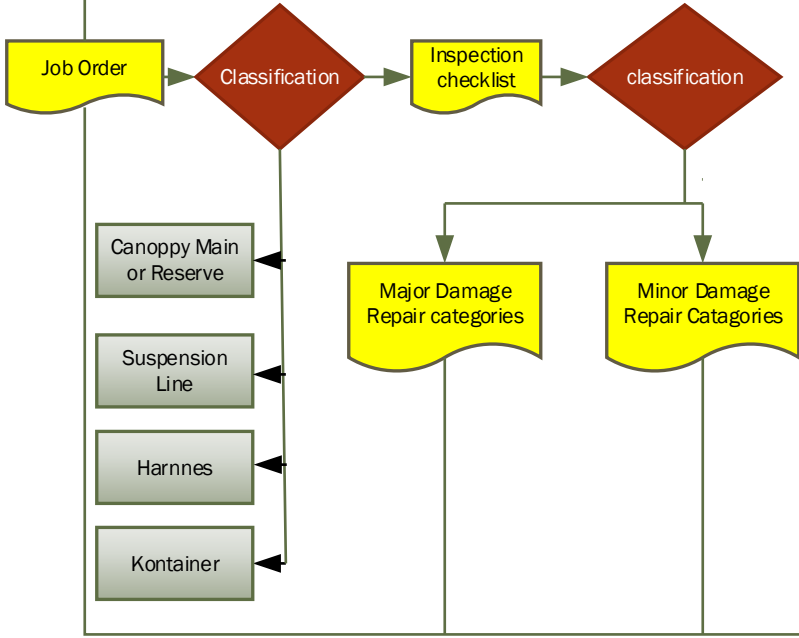 Job Order
Classification
Inspection
checklist
classification
Canoppy Main
or Reserve
Suspension
Line
Harnnes
Kontainer
Major Damage
Repair categories
Minor Damage
Repair Catagories